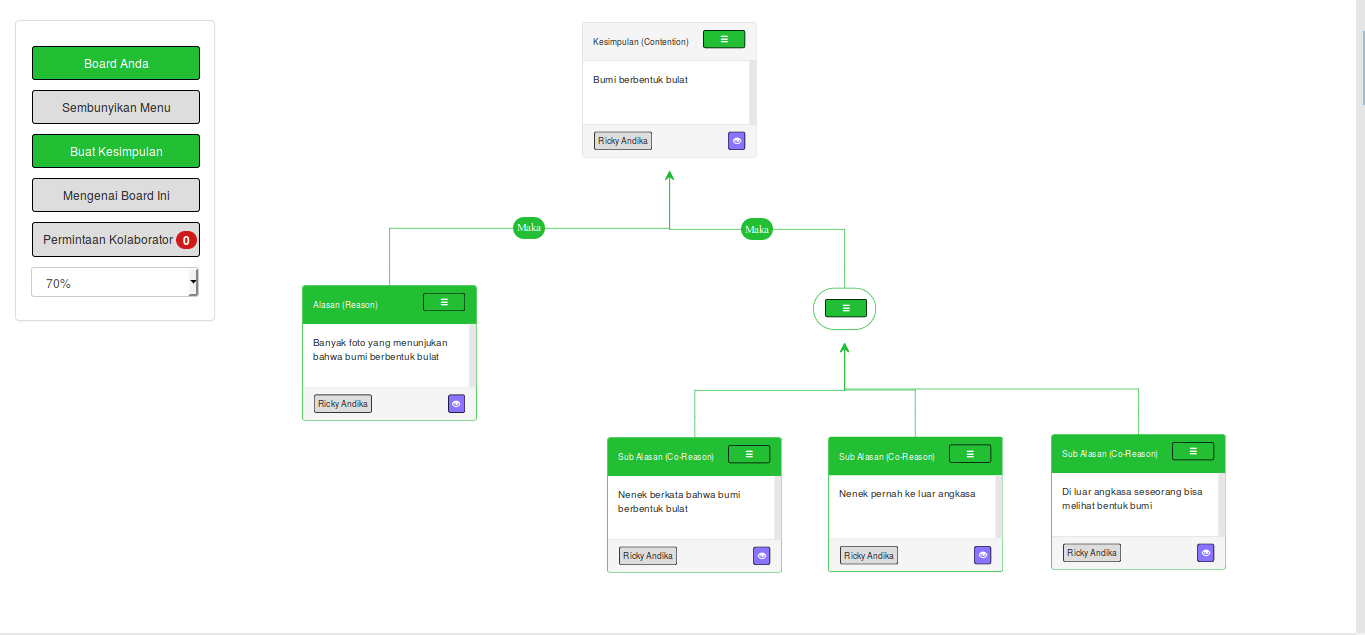 Board Anda
Sembunyikan Menu
Buat Kesimpulan
Mengenai Board Ini
Permintaan Kolaborator 0
70%
Kesimpulan (Contention)
Bumi berbentuk bulat
Ricky Andika
Maka
Maka
Alasan (Reason)
Banyak foto yang menunjukan
bahwa bumi berbentuk bulat
Ricky Andika
Sub Alasan (Co-Reason)
Nenek berkata bahwa bumi
berbentuk bulat
Ricky Andika
Sub Alasan (Co-Reason)
Nenek pernah ke luar angkasa
Ricky Andika
Sub Alasan (Co-Reason)
Di luar angkasa seseorang bisa
melihat bentuk bumi
Ricky Andika